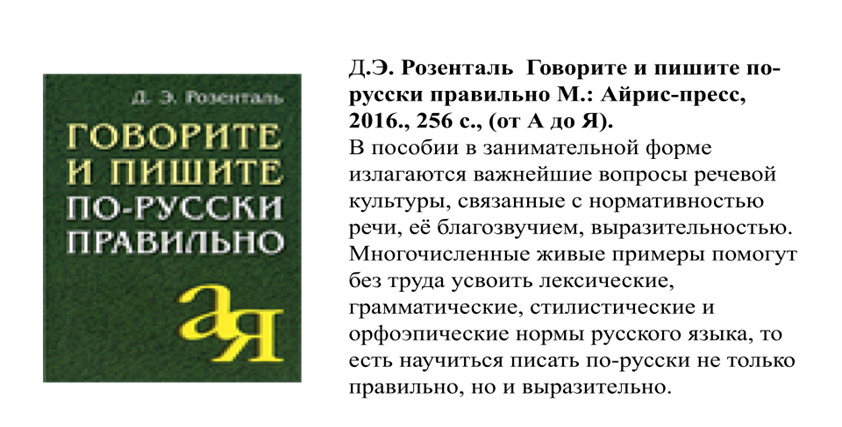 Д. Э. Розенталь
ГОВОРИТЕ
И ПИШИТЕ
ПО-РУССКИ
ПРАВИЛЬНО
а
Я
Д.Э. Розенталь Говорите и пишите по-
русски правильно М.: Айрис-пресс,
2016., 256 с., (от А до Я).
В пособии в занимательной форме
излагаются важнейшие вопросы речевой
культуры, связанные с нормативностью
речи, её благозвучием, выразительностью.
Многочисленные живые примеры помогут
без труда усвоить лексические,
грамматические, стилистические и
орфоэпические нормы русского языка, то
есть научиться писать по-русски не только
правильно, но и выразительно.